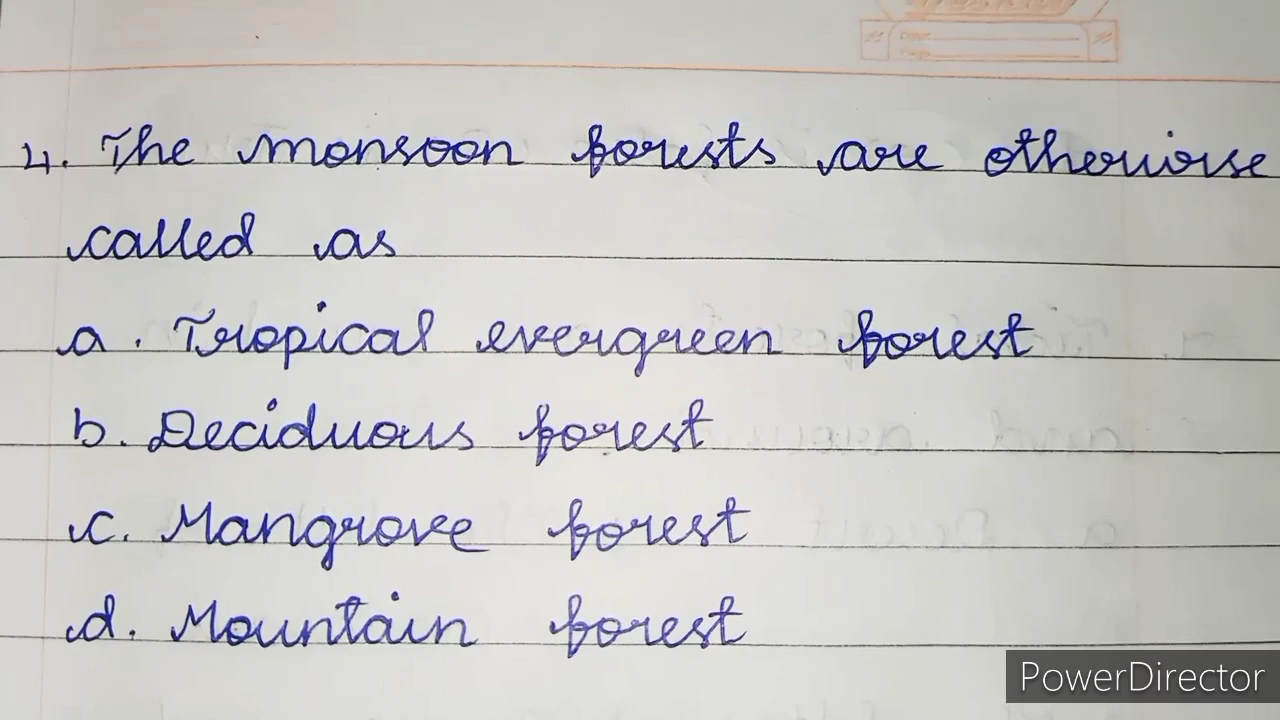 4. The monsoon forests are otherwise
called as
a. Tropical evergreen forest
b. Deciduous forest
c. Mangrove forest
d. Mountain forest
PowerDirector